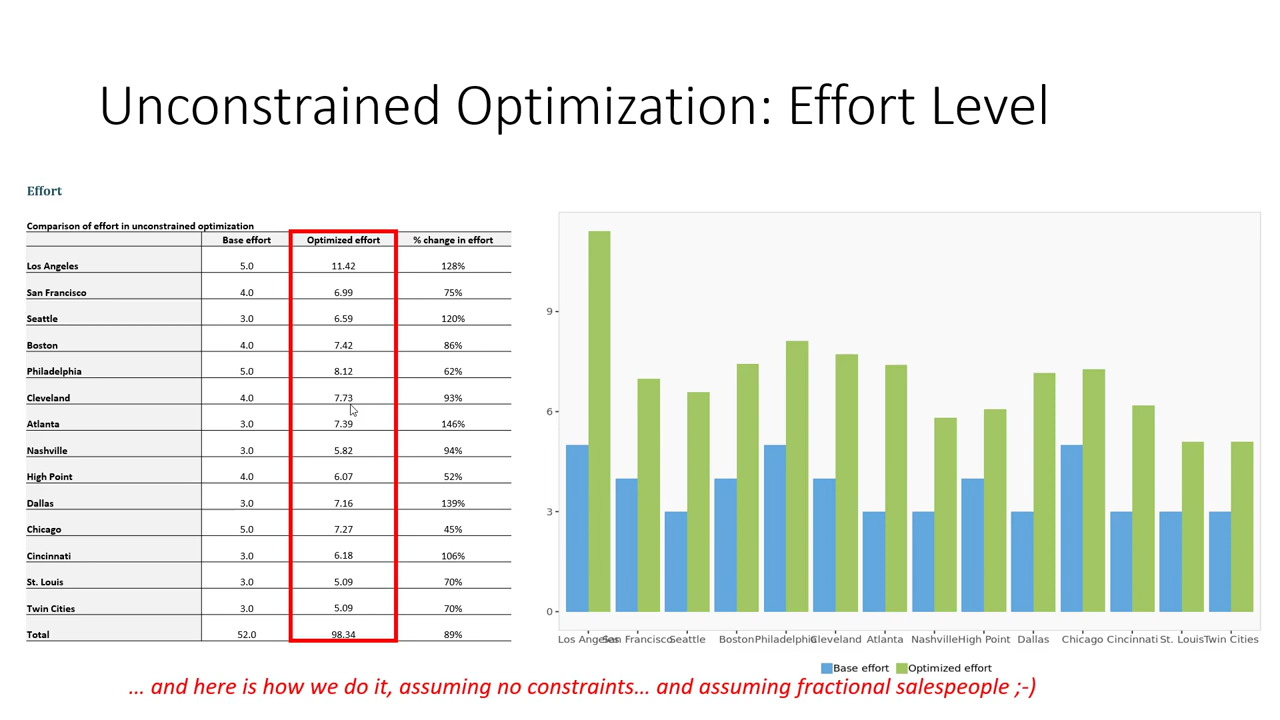 Unconstrained Optimization: Effort Level
Effort
Comparison of effort in unconstrained optimization
Base effort Optimized effort % change in effort
Los Angeles 5.0 11.42 128%
San Francisco 4.0 6.99 75%
Seattle 3.0 6.59 120%
Boston 4.0 7.42 86%
Philadelphia 5.0 8.12 62%
Cleveland 4.0 7.73 93%
Atlanta 3.0 7.39 146%
Nashville 3.0 5.82 94%
High Point 4.0 6.07 52%
Dallas 3.0 7.16 139%
Chicago 5.0 7.27 45%
Cincinnati 3.0 6.18 106%
St. Louis 3.0 5.09 70%
Twin Cities 3.0 5.09 70%
Total 52.0 98.34 89%
9
6
3
0
Los Angeles San Francisco Seattle Boston Philadelphia Cleveland Atlanta Nashville High Point Dallas Chicago Cincinnati St. Louis Twin Cities
Base effort Optimized effort
... and here is how we do it, assuming no constraints... and assuming fractional salespeople ;-)